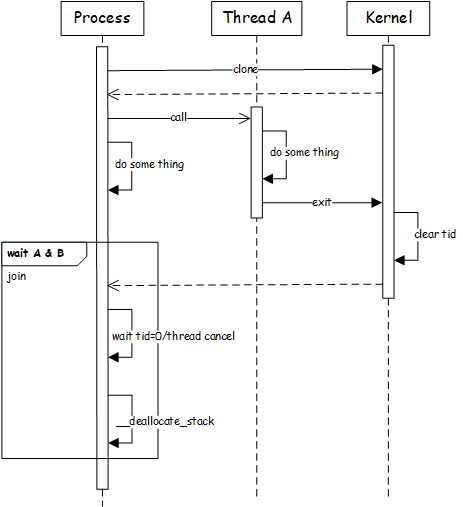 Process
Thread A
Kernel
clone
call
do some thing
do some thing
exit
clear tid
wait A & B
join
wait tid=0/thread cancel
__deallocate_stack